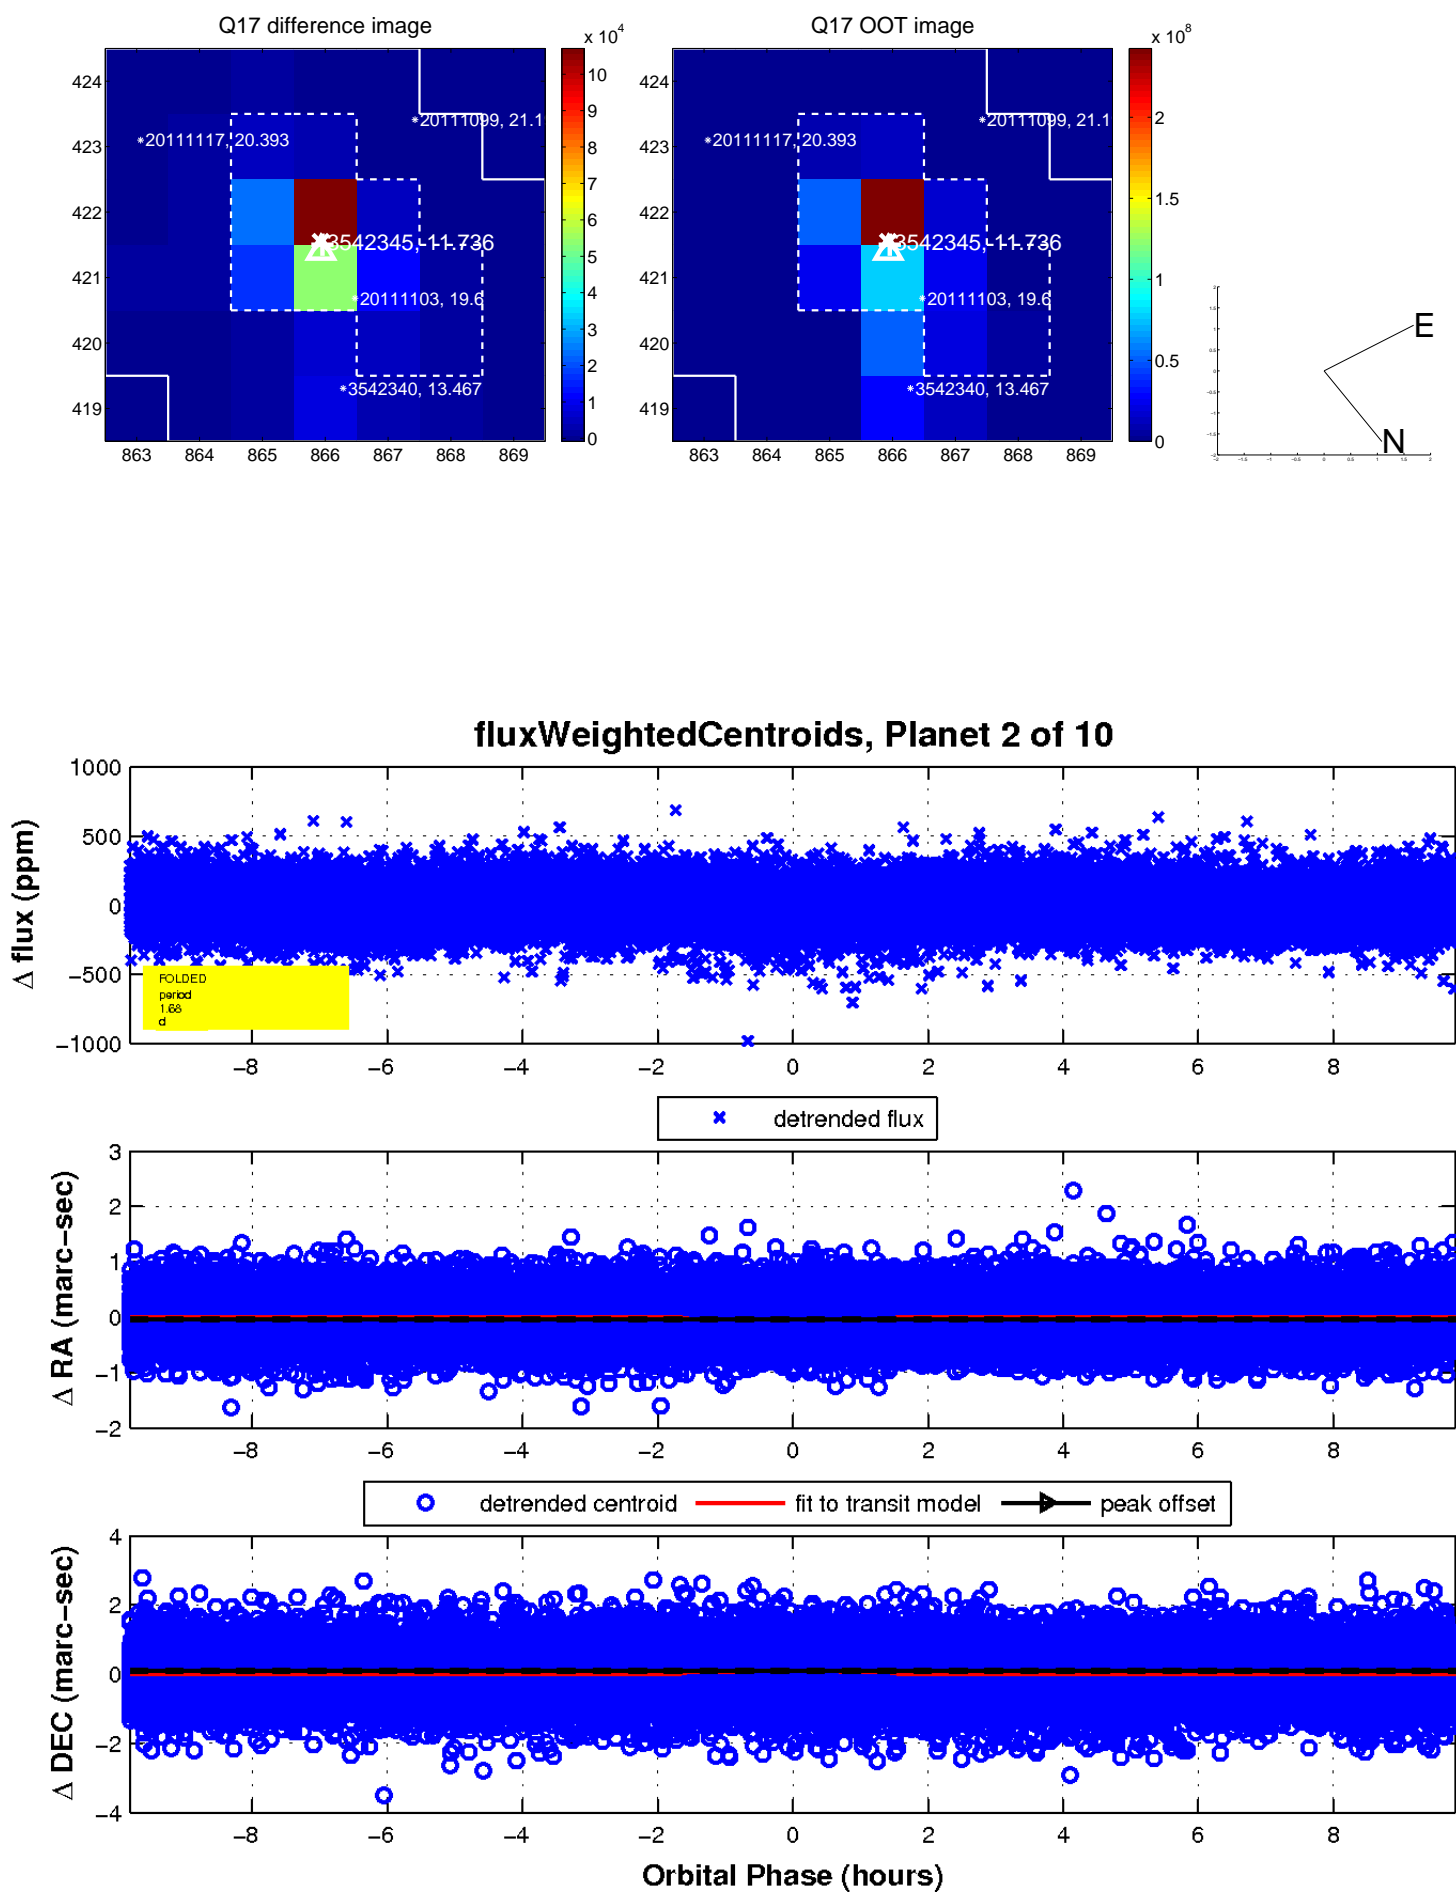 Q17 difference image
x 10^4
424
423
422
421
420
419
863 864 865 866 867 868 869
10
9
8
7
6
5
4
3
2
1
0
20111117, 20.393
20111099, 21.1
3542345, 11.736
20111103, 19.6
3542340, 13.467
Q17 OOT image
x 10^8
424
423
422
421
420
419
863 864 865 866 867 868 869
2
1.5
1
0.5
0
20111117, 20.393
20111099, 21.1
3542345, 11.736
20111103, 19.6
3542340, 13.467
E
N
fluxWeightedCentroids, Planet 2 of 10
Δ flux (ppm)
1000
500
0
−500
−1000
FOLDED
period
1.68
d
−8 −6 −4 −2 0 2 4 6 8
detrended flux
Δ RA (marc−sec)
3
2
1
0
−1
−2
−8 −6 −4 −2 0 2 4 6 8
detrended centroid fit to transit model peak offset
Δ DEC (marc−sec)
4
2
0
−2
−4
−8 −6 −4 −2 0 2 4 6 8
Orbital Phase (hours)